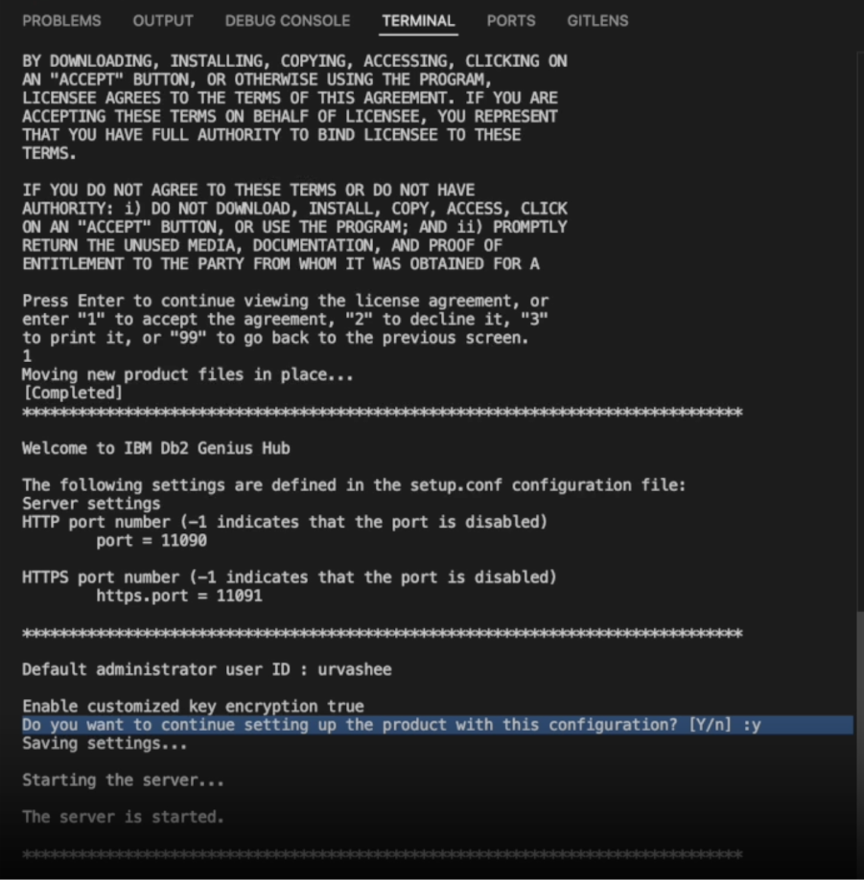 PROBLEMS OUTPUT DEBUG CONSOLE TERMINAL PORTS GITLENS
BY DOWNLOADING, INSTALLING, COPYING, ACCESSING, CLICKING ON
AN "ACCEPT" BUTTON, OR OTHERWISE USING THE PROGRAM,
LICENSEE AGREES TO THE TERMS OF THIS AGREEMENT. IF YOU ARE
ACCEPTING THESE TERMS ON BEHALF OF LICENSEE, YOU REPRESENT
THAT YOU HAVE FULL AUTHORITY TO BIND LICENSEE TO THESE
TERMS.
IF YOU DO NOT AGREE TO THESE TERMS OR DO NOT HAVE
AUTHORITY: i) DO NOT DOWNLOAD, INSTALL, COPY, ACCESS, CLICK
ON AN "ACCEPT" BUTTON, OR USE THE PROGRAM; AND ii) PROMPTLY
RETURN THE UNUSED MEDIA, DOCUMENTATION, AND PROOF OF
ENTITLEMENT TO THE PARTY FROM WHOM IT WAS OBTAINED FOR A
Press Enter to continue viewing the license agreement, or
enter "1" to accept the agreement, "2" to decline it, "3"
to print it, or "99" to go back to the previous screen.
1
Moving new product files in place...
[Completed]
******************************************************************************
Welcome to IBM Db2 Genius Hub
The following settings are defined in the setup.conf configuration file:
Server settings
HTTP port number (-1 indicates that the port is disabled)
port = 11090
HTTPS port number (-1 indicates that the port is disabled)
https.port = 11091
******************************************************************************
Default administrator user ID : urvashee
Enable customized key encryption true
Do you want to continue setting up the product with this configuration? [Y/n] :y
Saving settings...
Starting the server...
The server is started.
******************************************************************************